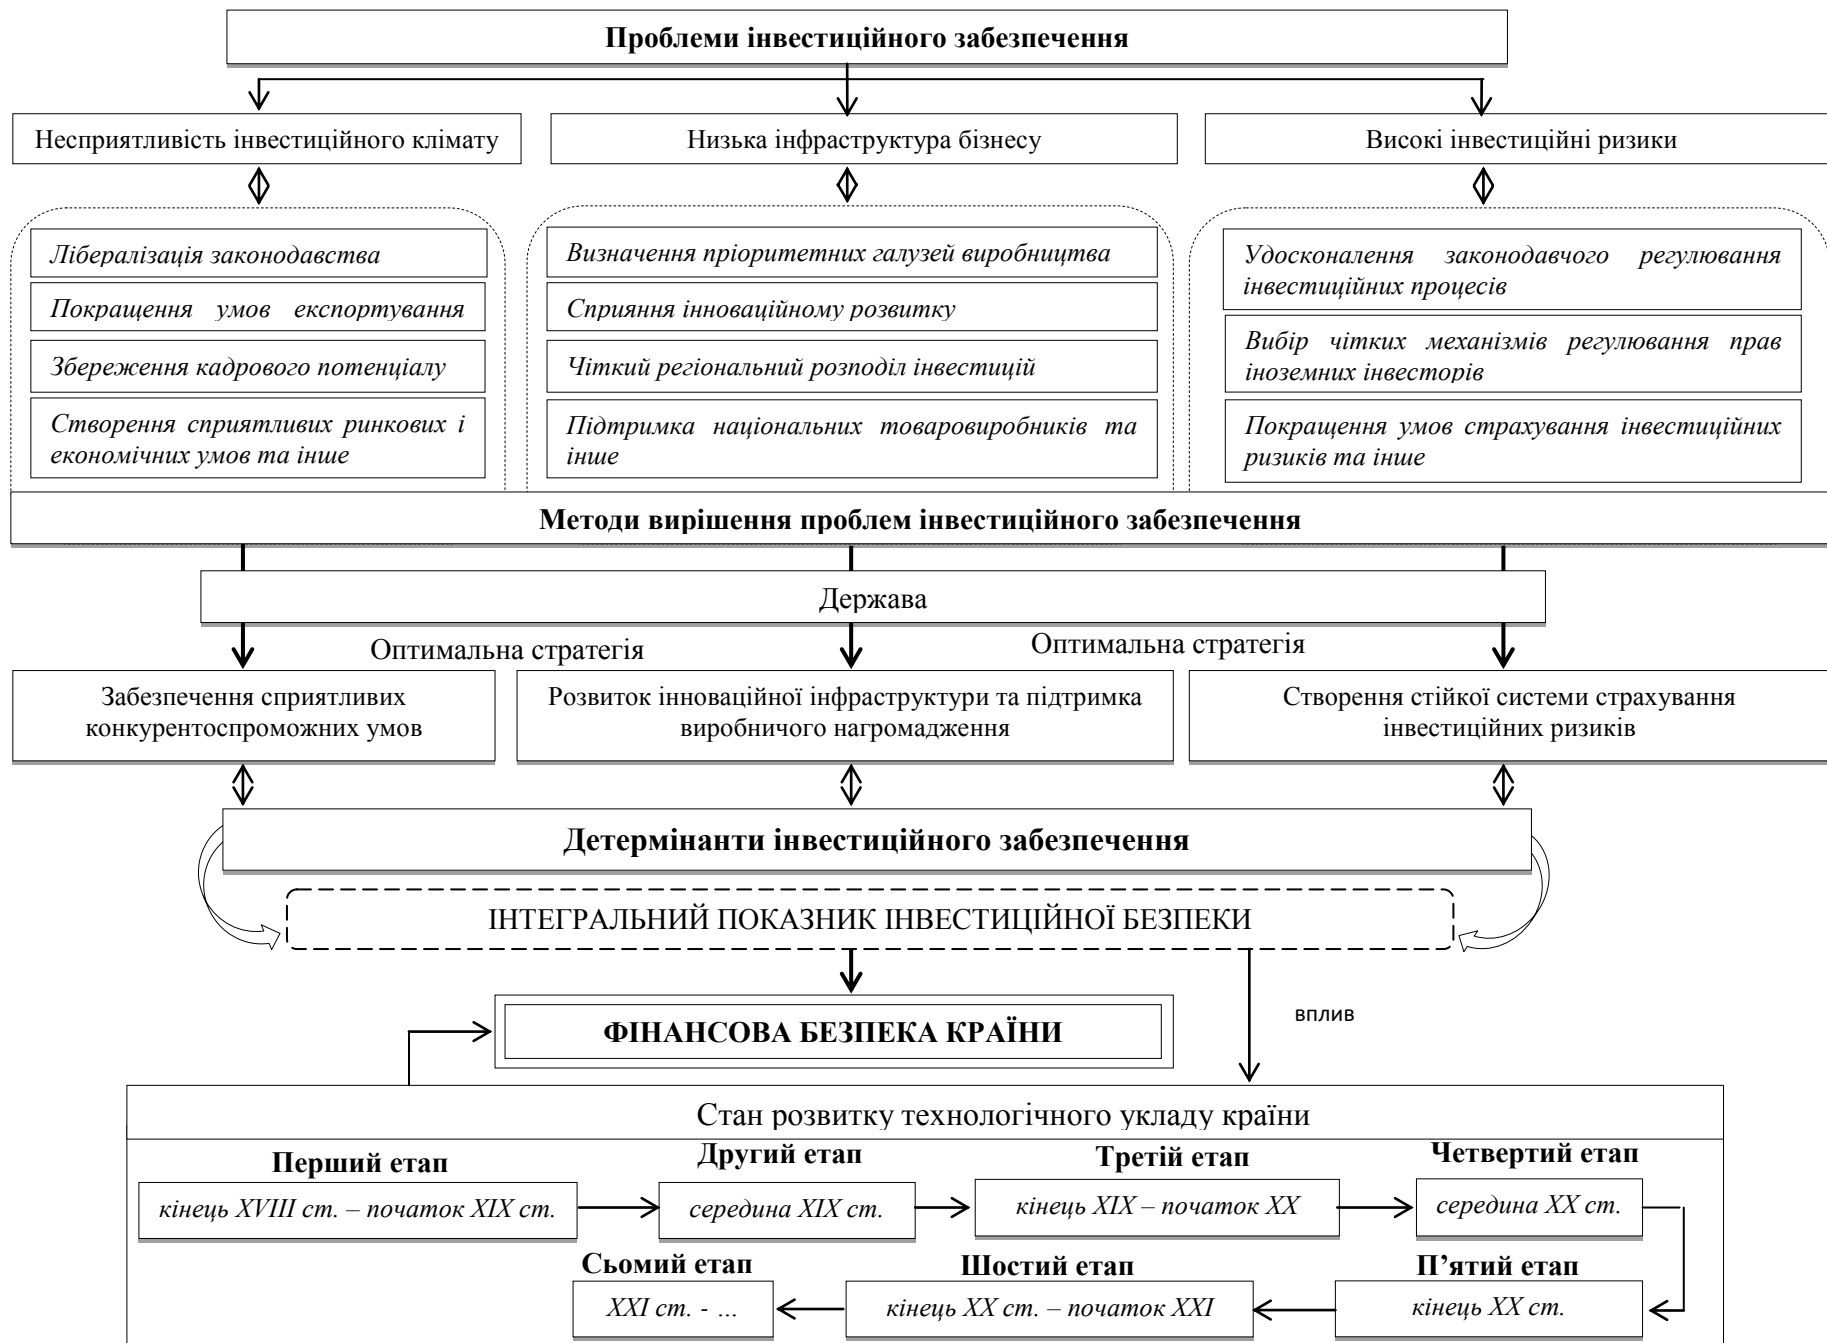 Проблеми інвестиційного забезпечення
Несприятливість інвестиційного клімату
Низька інфраструктура бізнесу
Високі інвестиційні ризики
Лібералізація законодавства
Покращення умов експортування
Збереження кадрового потенціалу
Створення сприятливих ринкових і
економічних умов та інше
Визначення пріоритетних галузей виробництва
Сприяння інноваційному розвитку
Чіткий регіональний розподіл інвестицій
Підтримка національних товаровиробників та
інше
Удосконалення законодавчого регулювання
інвестиційних процесів
Вибір чітких механізмів регулювання прав
іноземних інвесторів
Покращення умов страхування інвестиційних
ризиків та інше
Методи вирішення проблем інвестиційного забезпечення
Держава
Оптимальна стратегія
Оптимальна стратегія
Забезпечення сприятливих
конкурентоспроможних умов
Розвиток інноваційної інфраструктури та підтримка
виробничого нагромадження
Створення стійкої системи страхування
інвестиційних ризиків
Детермінанти інвестиційного забезпечення
ІНТЕГРАЛЬНИЙ ПОКАЗНИК ІНВЕСТИЦІЙНОЇ БЕЗПЕКИ
ФІНАНСОВА БЕЗПЕКА КРАЇНИ
вплив
Стан розвитку технологічного укладу країни
Перший етап
кінець XVIII ст. – початок XIX ст.
Другий етап
середина XIX ст.
Третій етап
кінець XIX – початок XX
Четвертий етап
середина XX ст.
П’ятий етап
кінець XX ст.
Шостий етап
кінець XX ст. – початок XXI
Сьомий етап
XXI ст. - ...